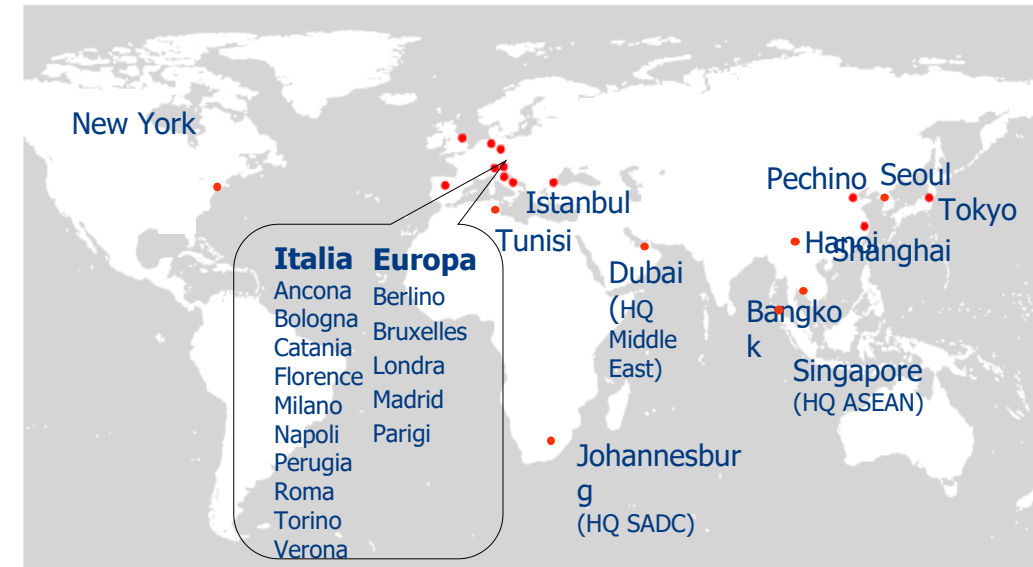 New York
Pechino
Seoul
Tokyo
Istanbul
Tunisi
Hanoi
Shanghai
Dubai
(HQ
Middle
East)
Bangko
k
Singapore
(HQ ASEAN)
Johannesbur
g
(HQ SADC)
Italia
Ancona
Bologna
Catania
Florence
Milano
Napoli
Perugia
Roma
Torino
Verona
Europa
Berlino
Bruxelles
Londra
Madrid
Parigi